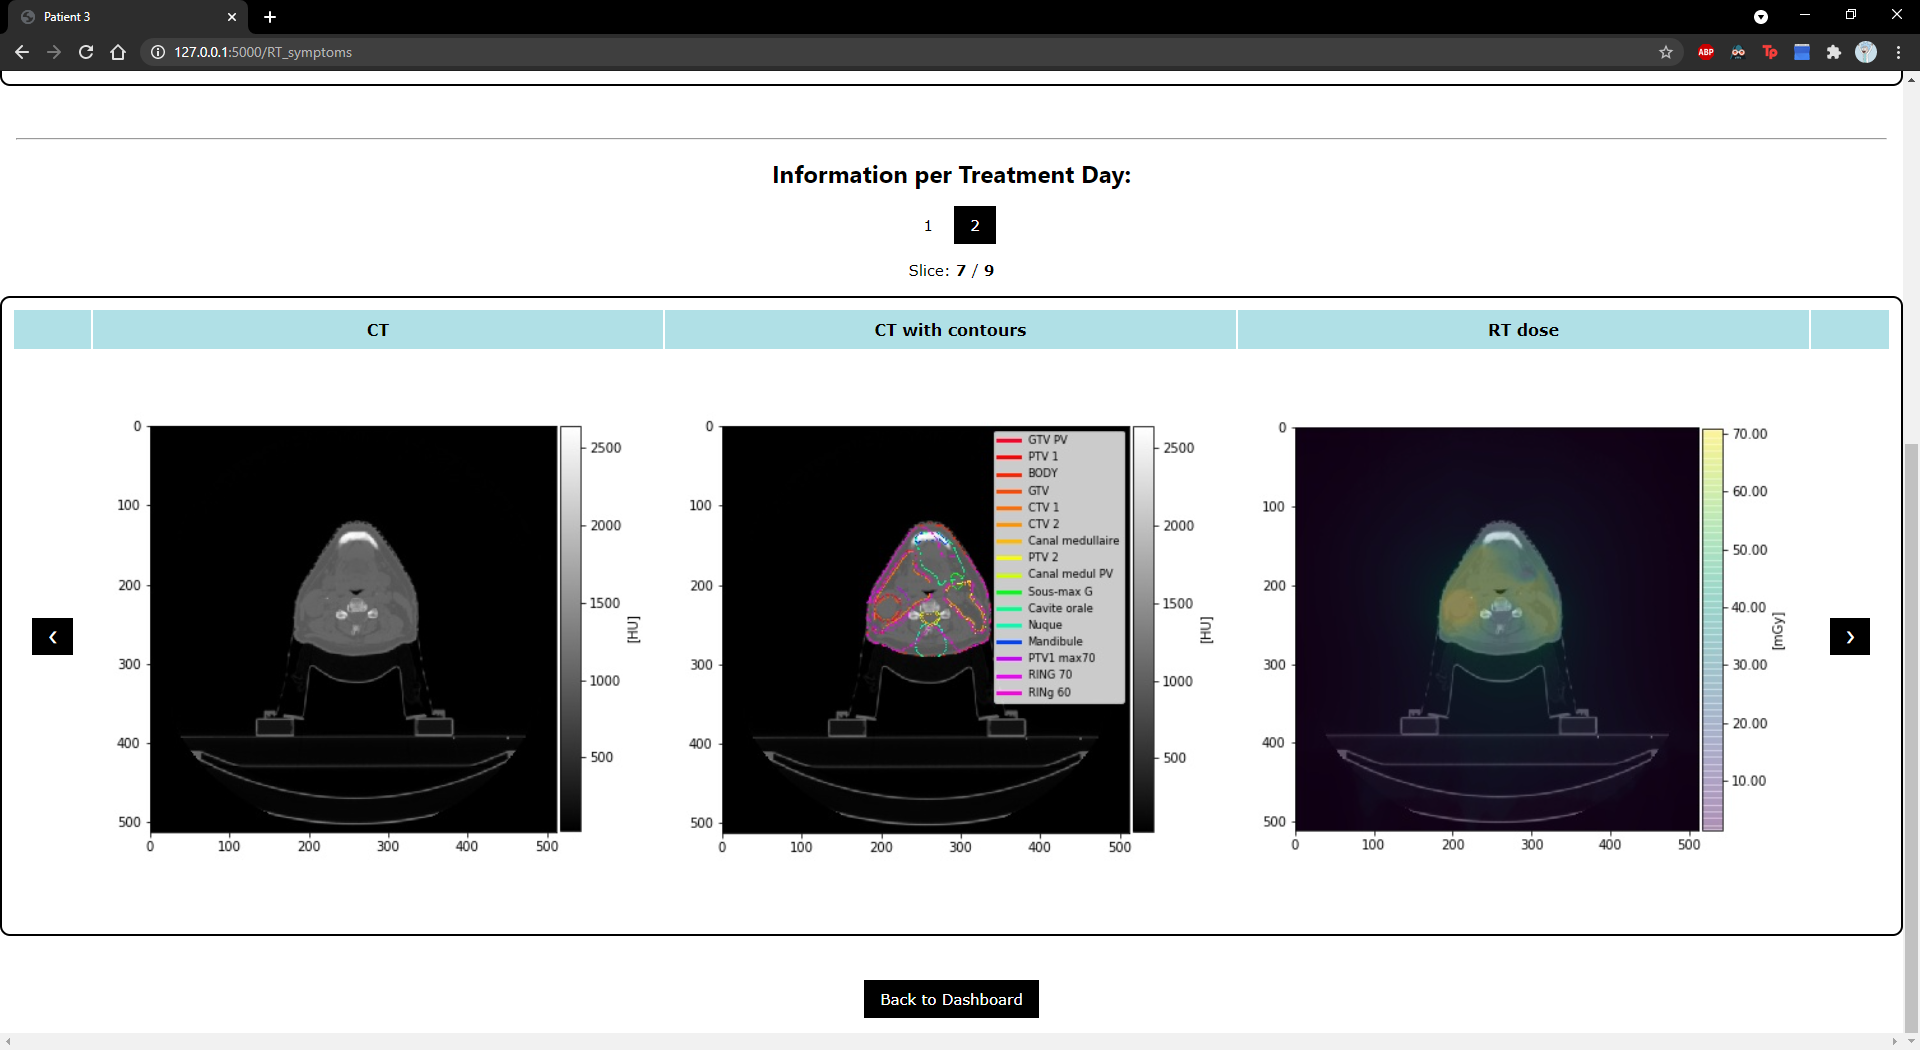 Patient 3
127.0.0.1:5000/RT_symptoms
ABP
Tp
Information per Treatment Day:
1 2
Slice: 7 / 9
CT
CT with contours
RT dose
0
100
200
300
400
500
0 100 200 300 400 500
2500
2000
1500
1000
500
[HU]
0
100
200
300
400
500
0 100 200 300 400 500
GTV PV
PTV 1
BODY
GTV
CTV 1
CTV 2
Canal medullaire
PTV 2
Canal medul PV
Sous-max G
Cavite orale
Nuque
Mandibule
PTV1 max70
RING 70
RINg 60
2500
2000
1500
1000
500
[HU]
0
100
200
300
400
500
0 100 200 300 400 500
70.00
60.00
50.00
40.00
30.00
20.00
10.00
[mGy]
Back to Dashboard